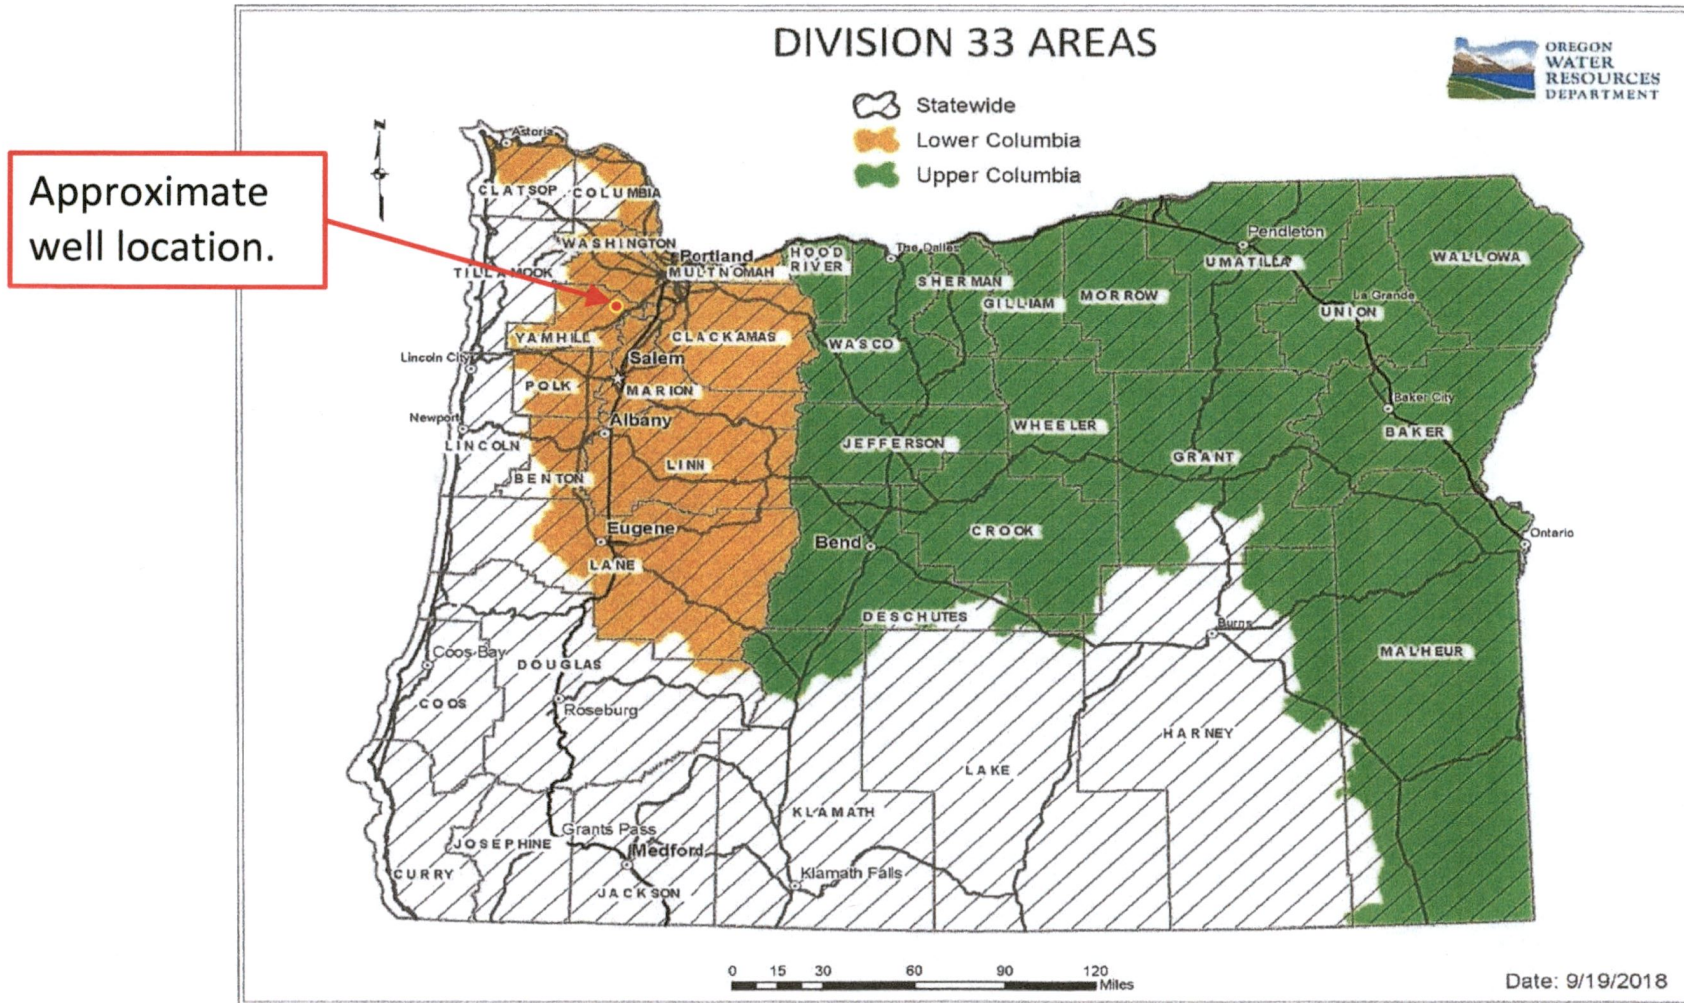 DIVISION 33 AREAS
OREGON
WATER
RESOURCES
DEPARTMENT
Statewide
Lower Columbia
Upper Columbia
N
Approximate
well location.
Astoria
CLATSOP
COLUMBIA
WASHINGTON
Portland
HOOD
RIVER
The Dalles
Pendleton
TILLAMOOK
MULTNOMAH
SHERMAN
UMATILLA
WALLOWA
GILLIAM
MORROW
La Grande
UNION
YAMHILL
CLACKAMAS
WASCO
Lincoln City
Salem
POLK
MARION
Baker City
Newport
Albany
WHEELER
BAKER
LINCOLN
JEFFERSON
LINN
GRANT
BENTON
Eugene
Bend
CROOK
Ontario
LANE
DESCHUTES
Burns
Coos Bay
DOUGLAS
MALHEUR
COOS
Roseburg
HARNEY
LAKE
KLAMATH
Grants Pass
JOSEPHINE
Medford
CURRY
Klamath Falls
JACKSON
0 15 30 60 90 120
Miles
Date: 9/19/2018